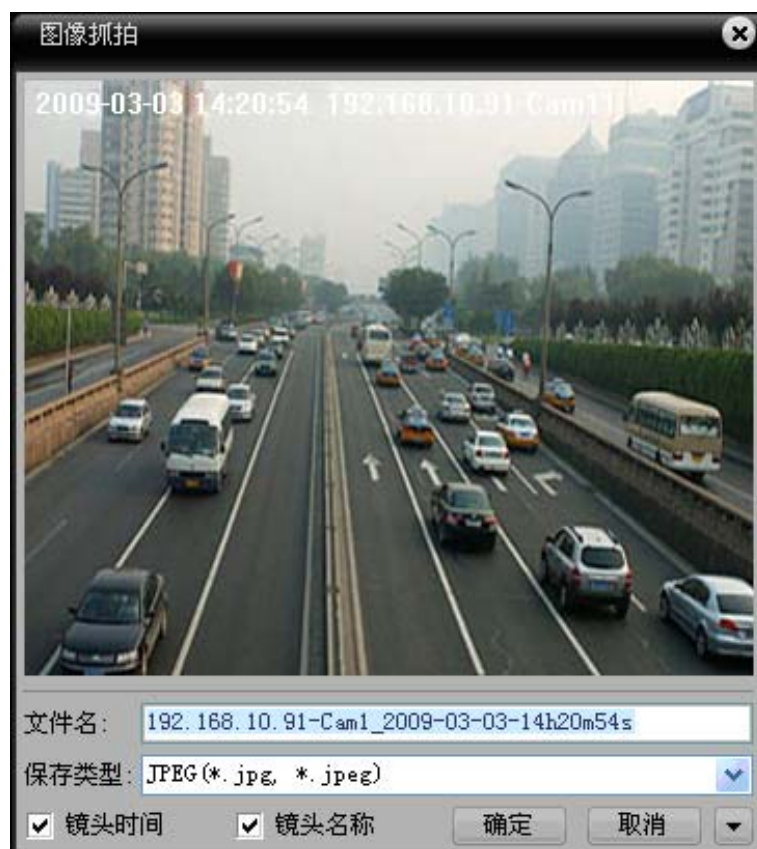 图像抓拍
2009-03-03 14:20:54 192.168.10.91-Cam1
文件名: 192.168.10.91-Cam1_2009-03-03-14h20m54s
保存类型: JPEG(*.jpg, *.jpeg)
镜头时间 镜头名称 确定 取消